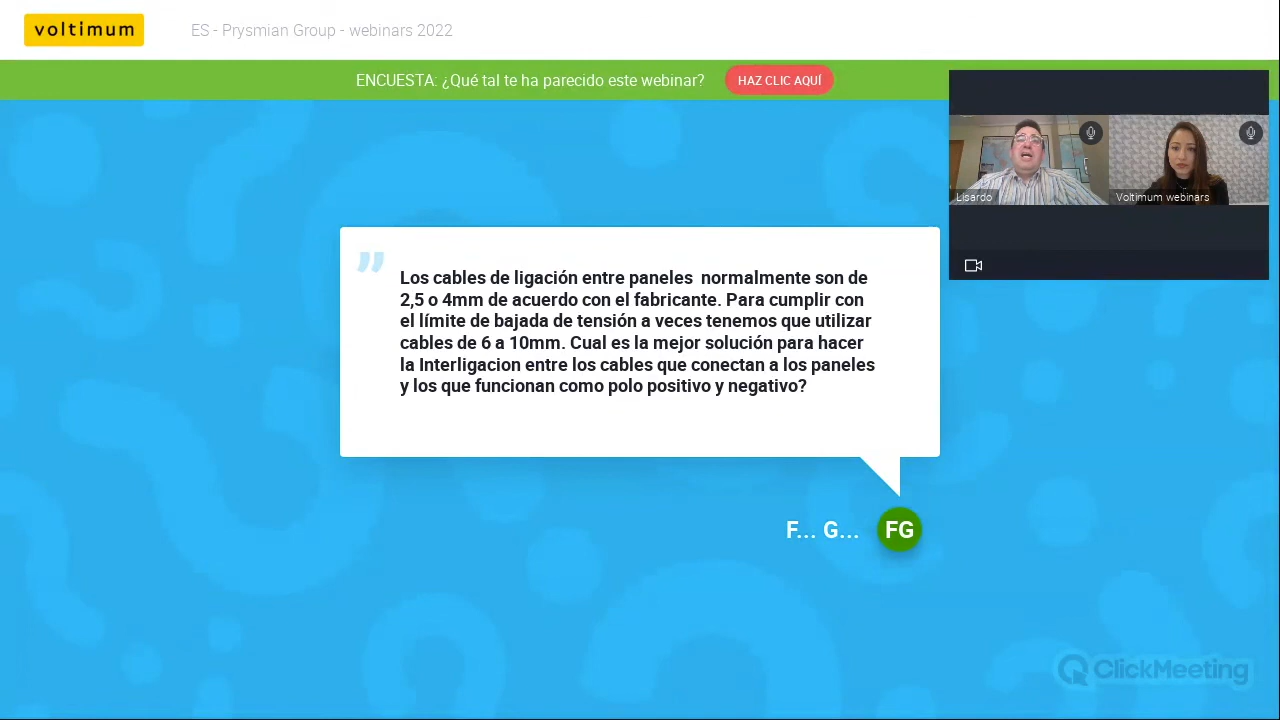 voltimum
ES - Prysmian Group - webinars 2022
ENCUESTA: ¿Qué tal te ha parecido este webinar?
HAZ CLIC AQUÍ
Lisardo
Voltimum webinars
Los cables de ligación entre paneles  normalmente son de
2,5 o 4mm de acuerdo con el fabricante. Para cumplir con
el límite de bajada de tensión a veces tenemos que utilizar
cables de 6 a 10mm. Cual es la mejor solución para hacer
la Interligacion entre los cables que conectan a los paneles
y los que funcionan como polo positivo y negativo?
F... G...
FG
ClickMeeting